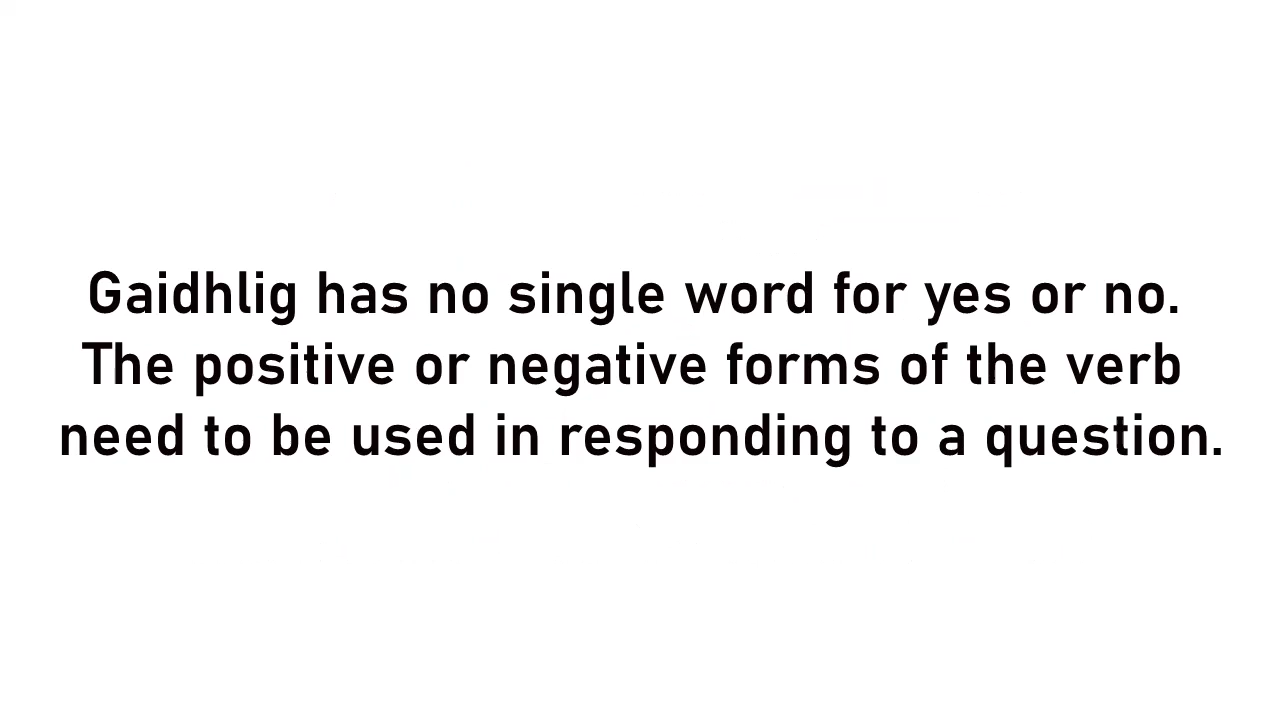 Gaidhlig has no single word for yes or no.
The positive or negative forms of the verb
need to be used in responding to a question.